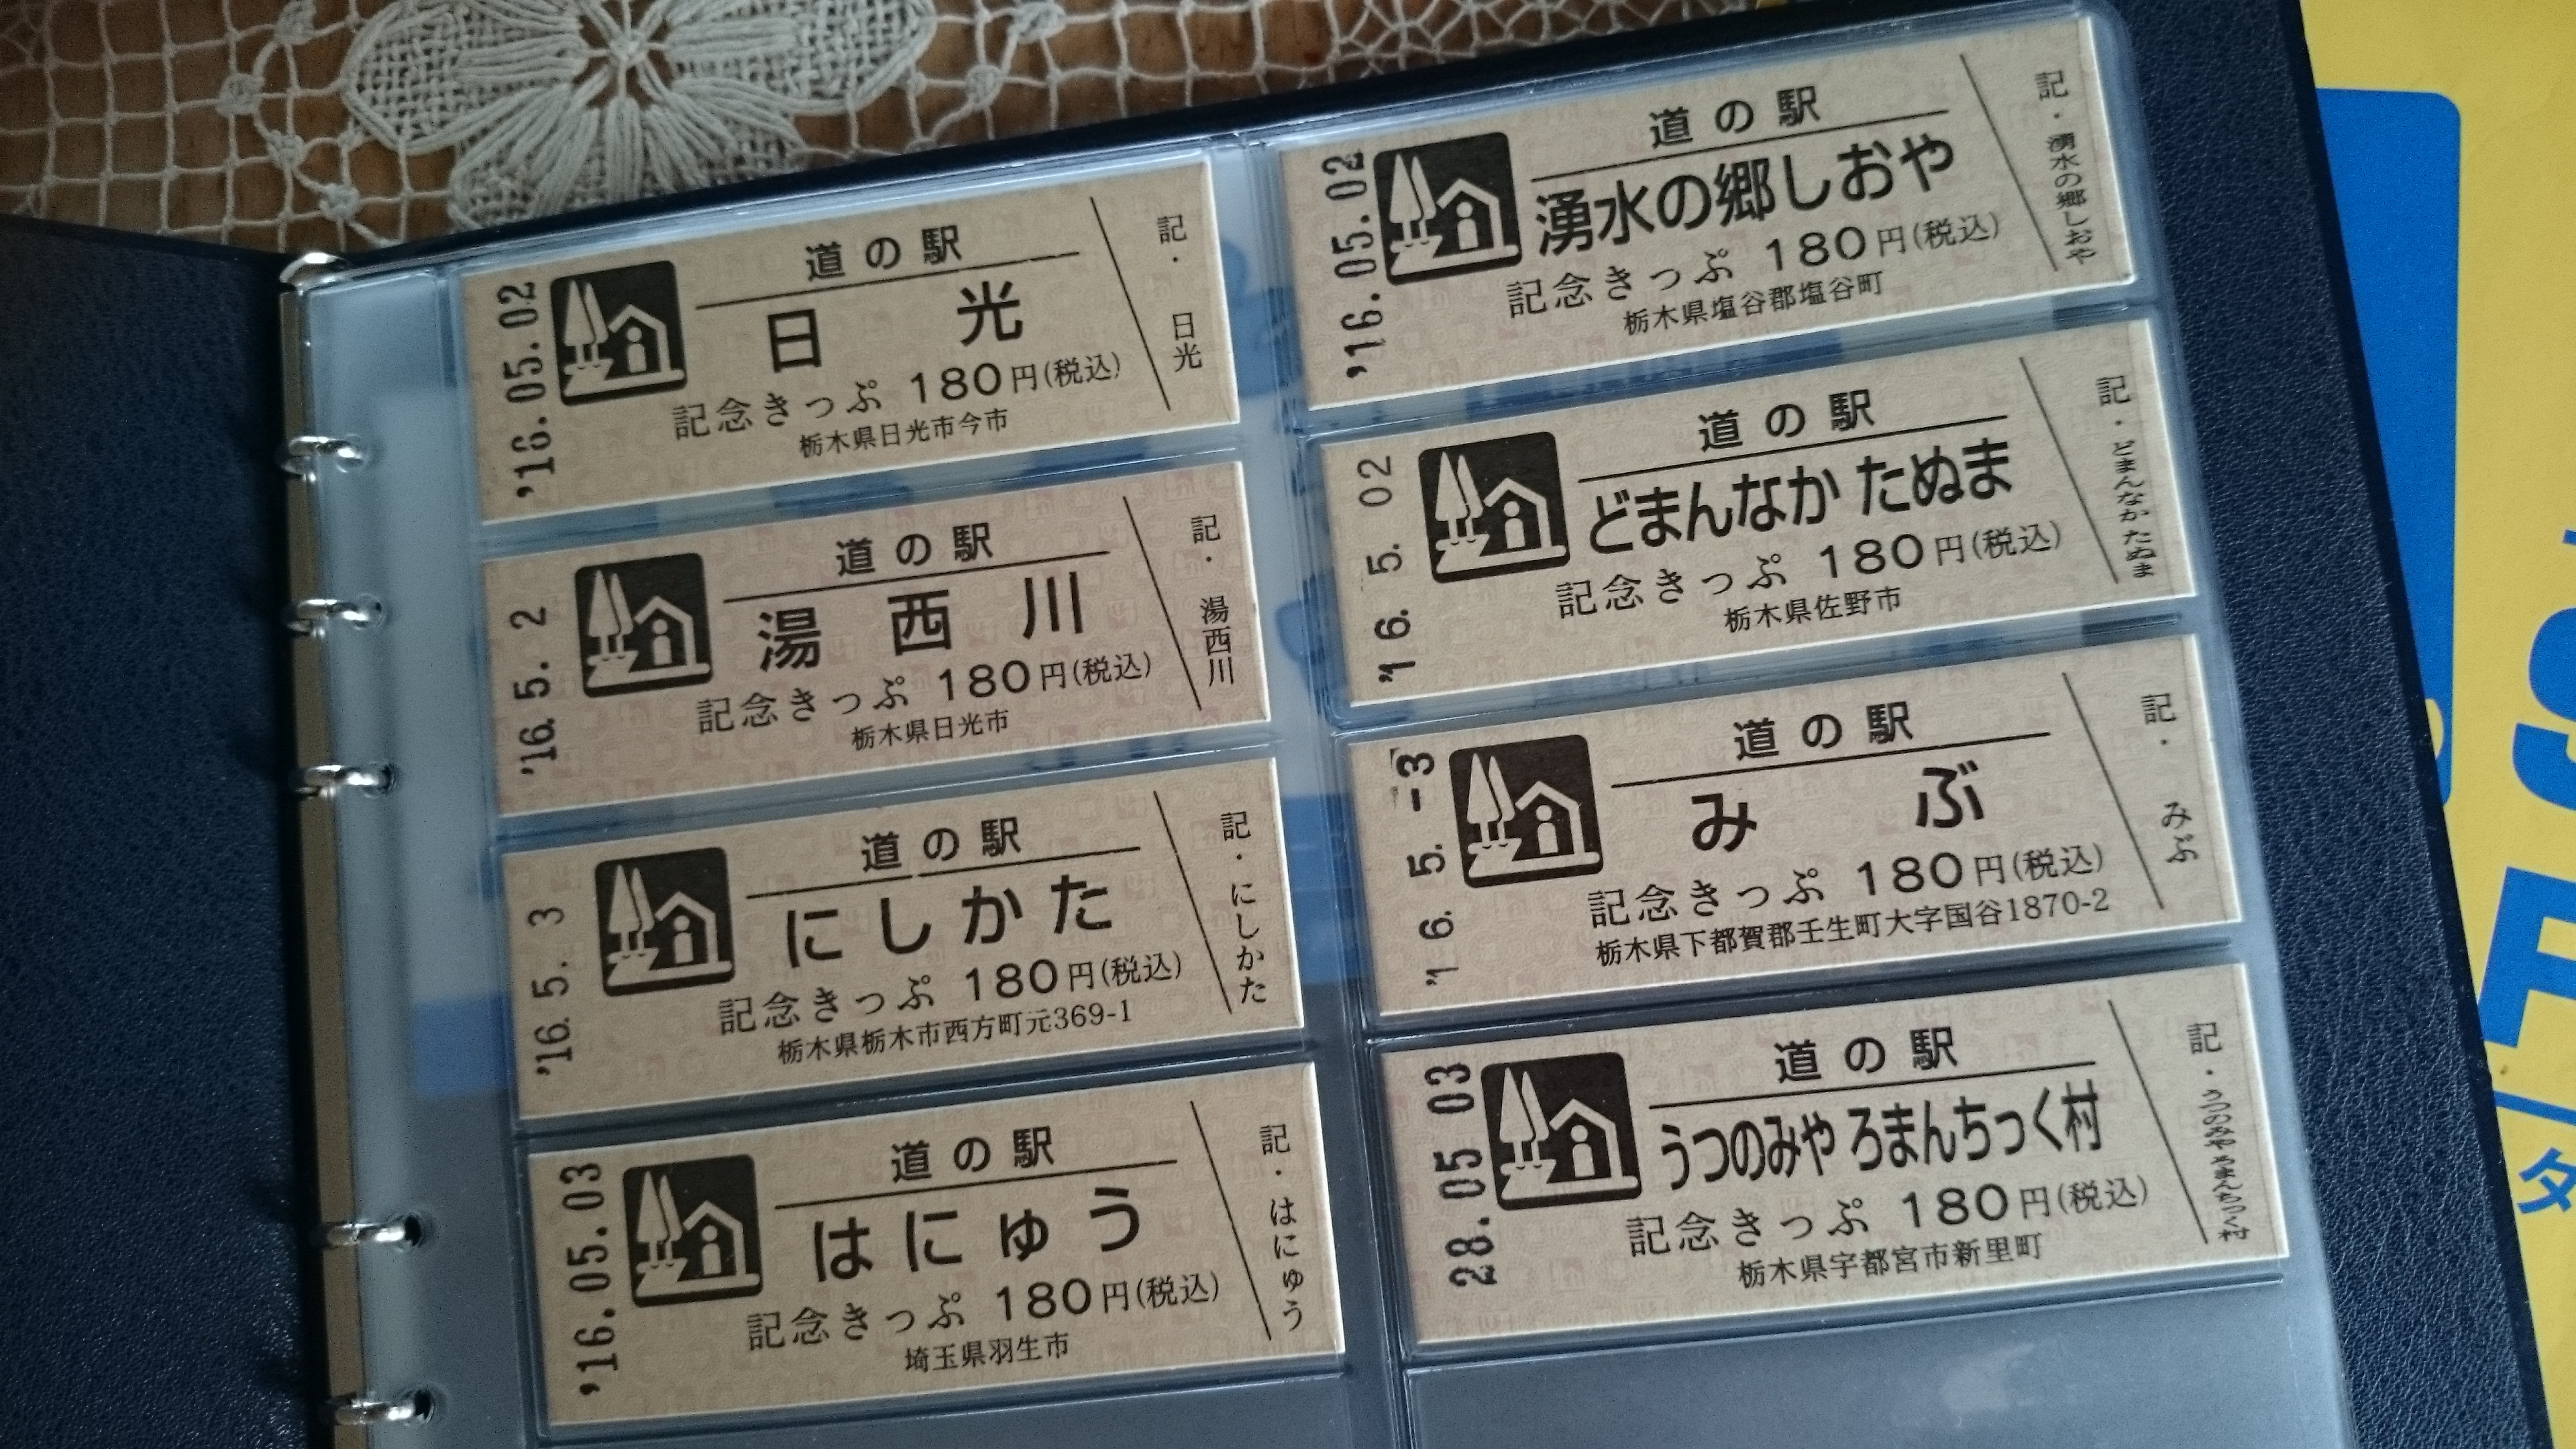 '16.05.02
道の駅
日光
記念きっぷ 180円(税込)
栃木県日光市今市
記・日光
'16.5.2
道の駅
湯西川
記念きっぷ 180円(税込)
栃木県日光市
記・湯西川
'16.5.3
道の駅
にしかた
記念きっぷ 180円(税込)
栃木県栃木市西方町元369-1
記・にしかた
'16.05.03
道の駅
はにゅう
記念きっぷ 180円(税込)
埼玉県羽生市
記・はにゅう
'16.05.02
道の駅
湧水の郷しおや
記念きっぷ 180円(税込)
栃木県塩谷郡塩谷町
記・湧水の郷しおや
'16. 5. 02
道の駅
どまんなか たぬま
記念きっぷ 180円(税込)
栃木県佐野市
記・どまんなか たぬま
'16. 5. -3
道の駅
みぶ
記念きっぷ 180円(税込)
栃木県下都賀郡壬生町大字国谷1870-2
記・みぶ
28.05 03
道の駅
うつのみや ろまんちっく村
記念きっぷ 180円(税込)
栃木県宇都宮市新里町
記・うつのみや ろまんちっく村
タ